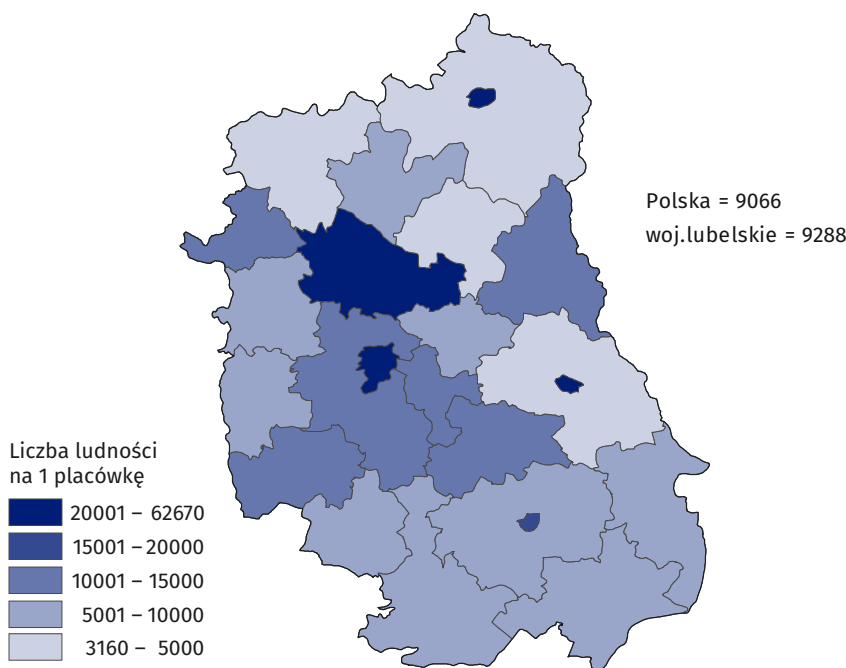 Polska = 9066
woj.lubelskie = 9288
Liczba ludności
na 1 placówkę
20001 – 62670
15001 – 20000
10001 – 15000
5001 – 10000
3160 – 5000